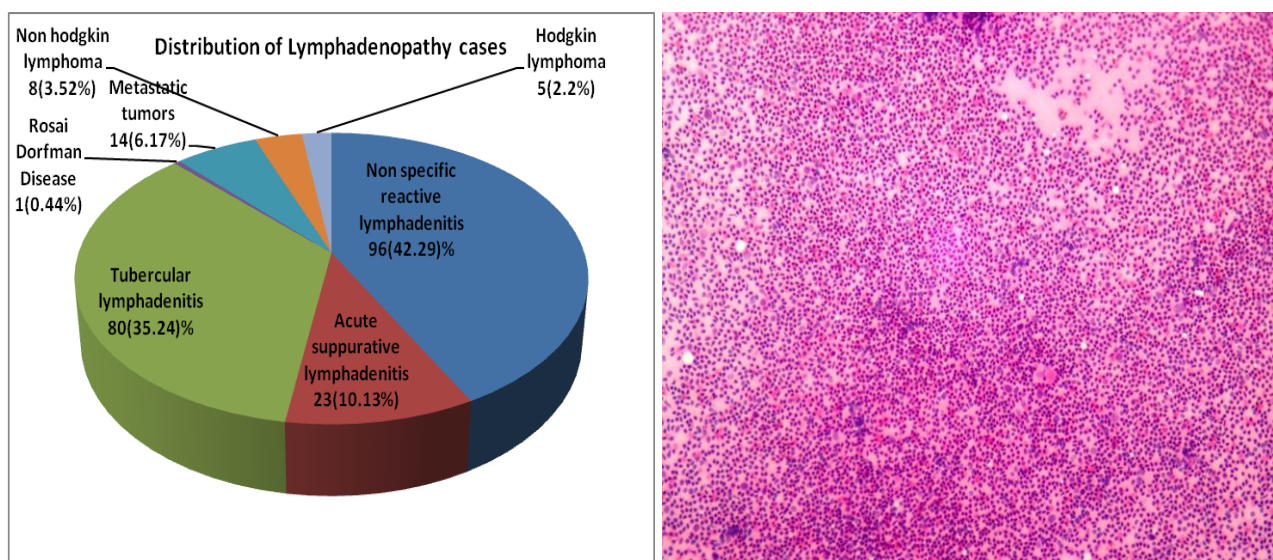 Distribution of Lymphadenopathy cases
Non hodgkin
lymphoma
8(3.52%)
Hodgkin
lymphoma
5(2.2%)
Metastatic
tumors
14(6.17%)
Rosai
Dorfman
Disease
1(0.44%)
Non specific
reactive
lymphadenitis
96(42.29)%
Tubercular
lymphadenitis
80(35.24)%
Acute
suppurative
lymphadenitis
23(10.13%)